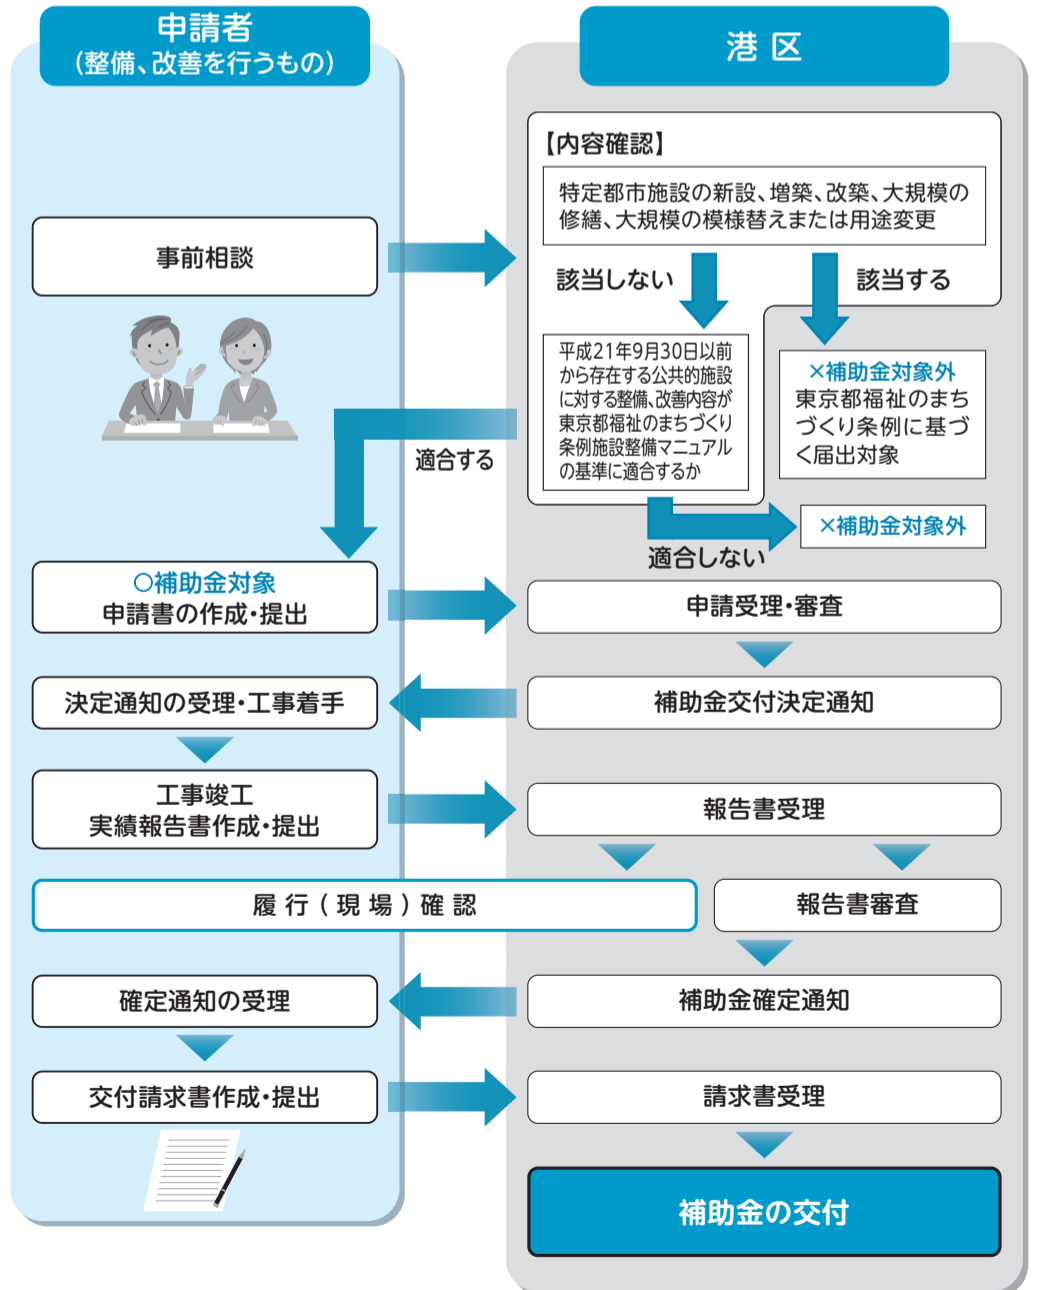 申請者
(整備、改善を行うもの)
港区
【内容確認】
特定都市施設の新設、増築、改築、大規模の
修繕、大規模の模様替えまたは用途変更
事前相談
該当しない
該当する
平成21年9月30日以前
から存在する公共的施設
に対する整備、改善内容が
東京都福祉のまちづくり
条例施設整備マニュアル
の基準に適合するか
×補助金対象外
東京都福祉のまち
づくり条例に基づ
く届出対象
適合する
×補助金対象外
適合しない
○補助金対象
申請書の作成・提出
申請受理・審査
決定通知の受理・工事着手
補助金交付決定通知
工事竣工
実績報告書作成・提出
報告書受理
履行(現場)確認
報告書審査
確定通知の受理
補助金確定通知
交付請求書作成・提出
請求書受理
補助金の交付